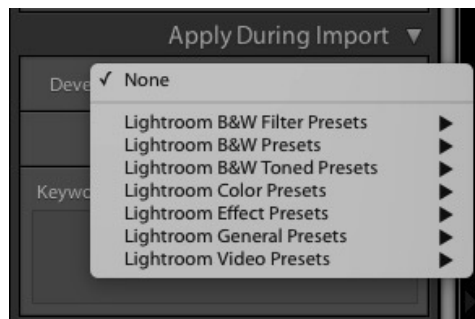 Apply During Import ▼
Deve
✓ None
Lightroom B&W Filter Presets ▶
Lightroom B&W Presets ▶
Lightroom B&W Toned Presets ▶
Keywo
Lightroom Color Presets ▶
Lightroom Effect Presets ▶
Lightroom General Presets ▶
Lightroom Video Presets ▶